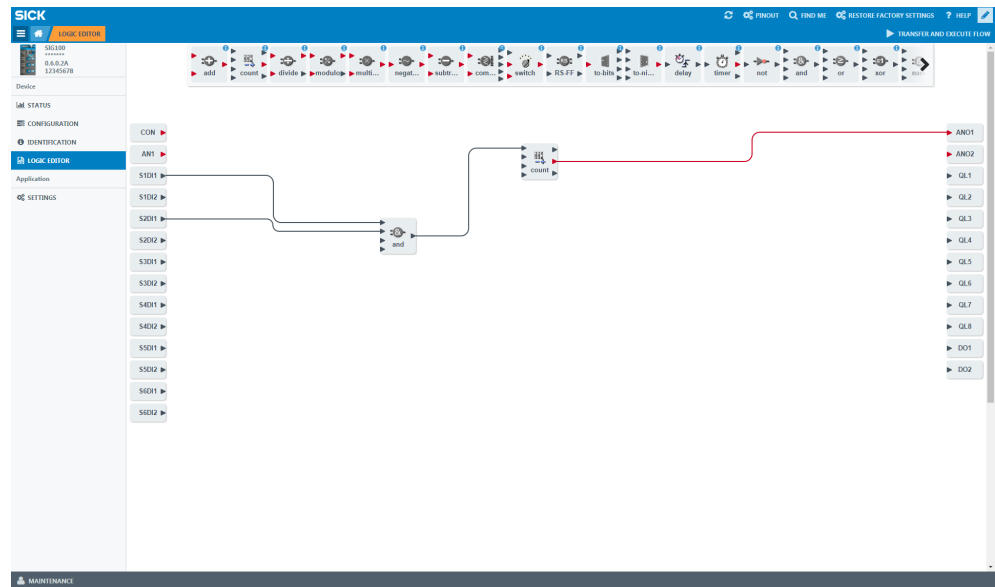 SICK
PINOUT FIND ME RESTORE FACTORY SETTINGS ? HELP
LOGIC EDITOR
TRANSFER AND EXECUTE FLOW
SIG100
*******
0.6.0.2A
12345678
add count divide modulo multi... negat... subtr... com... switch RS-FF to-bits to-ni... delay timer not and or xor
Device
STATUS
CONFIGURATION
IDENTIFICATION
LOGIC EDITOR
Application
SETTINGS
CON
AN1
S1DI1
S1DI2
S2DI1
S2DI2
S3DI1
S3DI2
S4DI1
S4DI2
S5DI1
S5DI2
S6DI1
S6DI2
and
count
ANO1
ANO2
QL1
QL2
QL3
QL4
QL5
QL6
QL7
QL8
DO1
DO2
MAINTENANCE